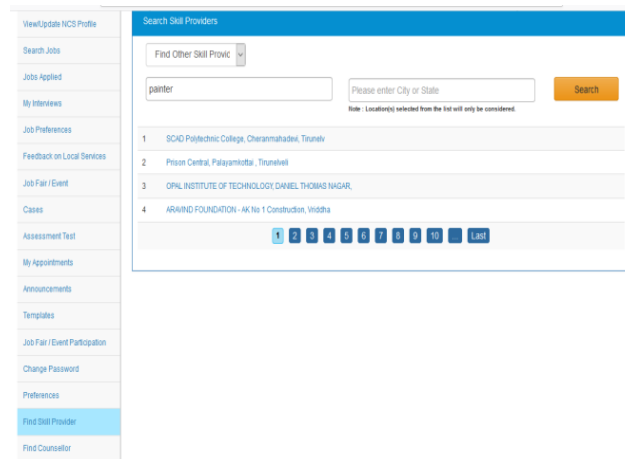 View/Update NCS Profile
Search Jobs
Jobs Applied
My Interviews
Job Preferences
Feedback on Local Services
Job Fair / Event
Cases
Assessment Test
My Appointments
Announcements
Templates
Job Fair / Event Participation
Change Password
Preferences
Find Skill Provider
Find Counsellor
Search Skill Providers
Find Other Skill Provic
painter
Please enter City or State
Search
Note : Location(s) selected from the list will only be considered.
1 SCAD Polytechnic College, Cheranmahadevi, Tirunelv
2 Prison Central, Palayamkottai , Tirunelveli
3 OPAL INSTITUTE OF TECHNOLOGY, DANIEL THOMAS NAGAR,
4 ARAVIND FOUNDATION - AK No 1 Construction, Vriddha
1 2 3 4 5 6 7 8 9 10 ... Last